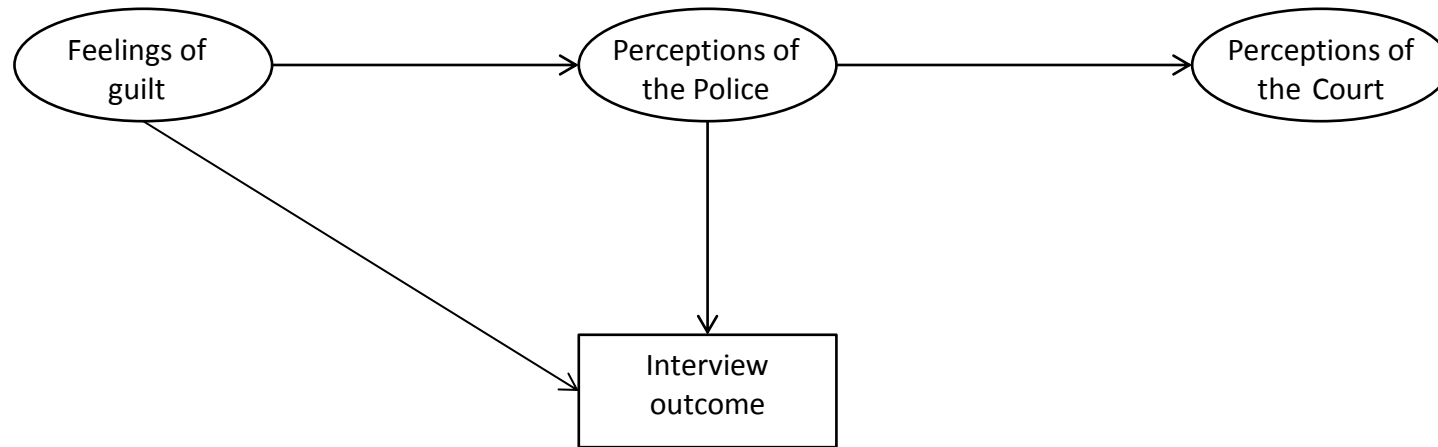 Feelings of
guilt
Perceptions of
the Police
Perceptions of
the Court
Interview
outcome